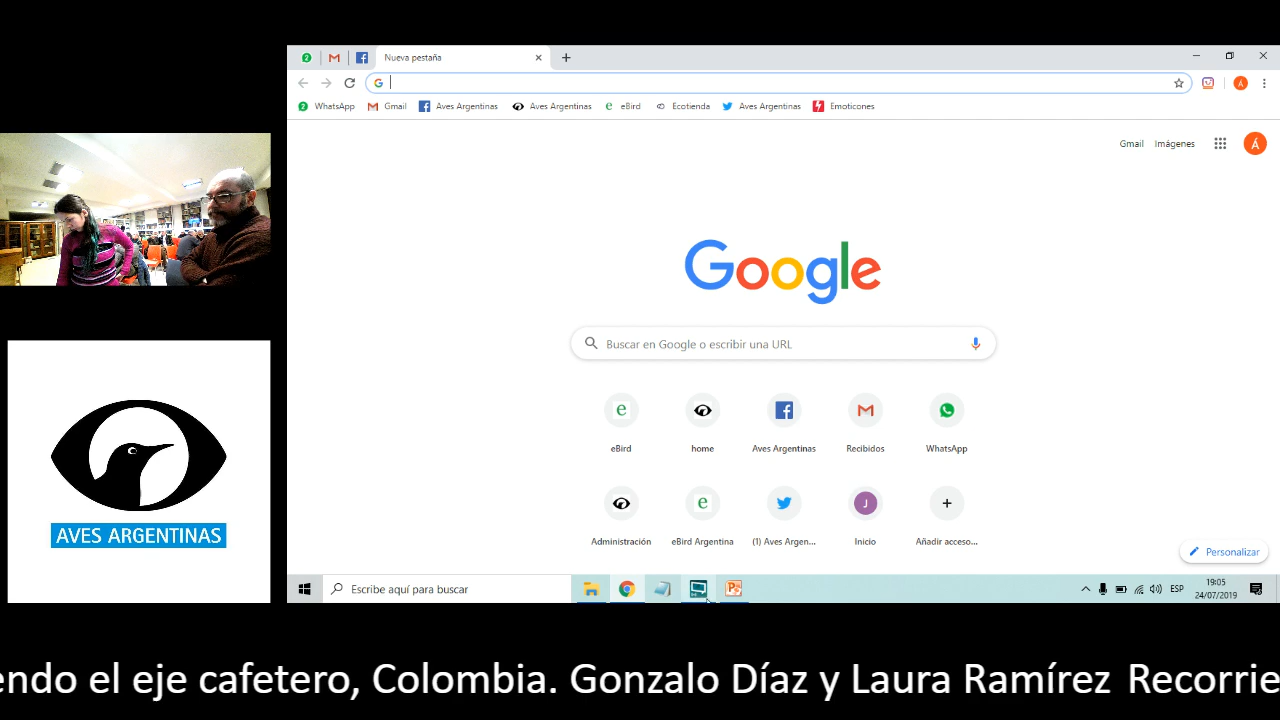 Nueva pestaña
WhatsApp Gmail Aves Argentinas Aves Argentinas eBird Ecotienda Aves Argentinas Emoticones
Gmail Imágenes Á
Google
Buscar en Google o escribir una URL
eBird home Aves Argentinas Recibidos WhatsApp
Administración eBird Argentina (1) Aves Argen... Inicio Añadir acceso...
Personalizar
Escribe aquí para buscar
ESP
19:05
24/07/2019
AVES ARGENTINAS
endo el eje cafetero, Colombia. Gonzalo Díaz y Laura Ramírez Recorrie